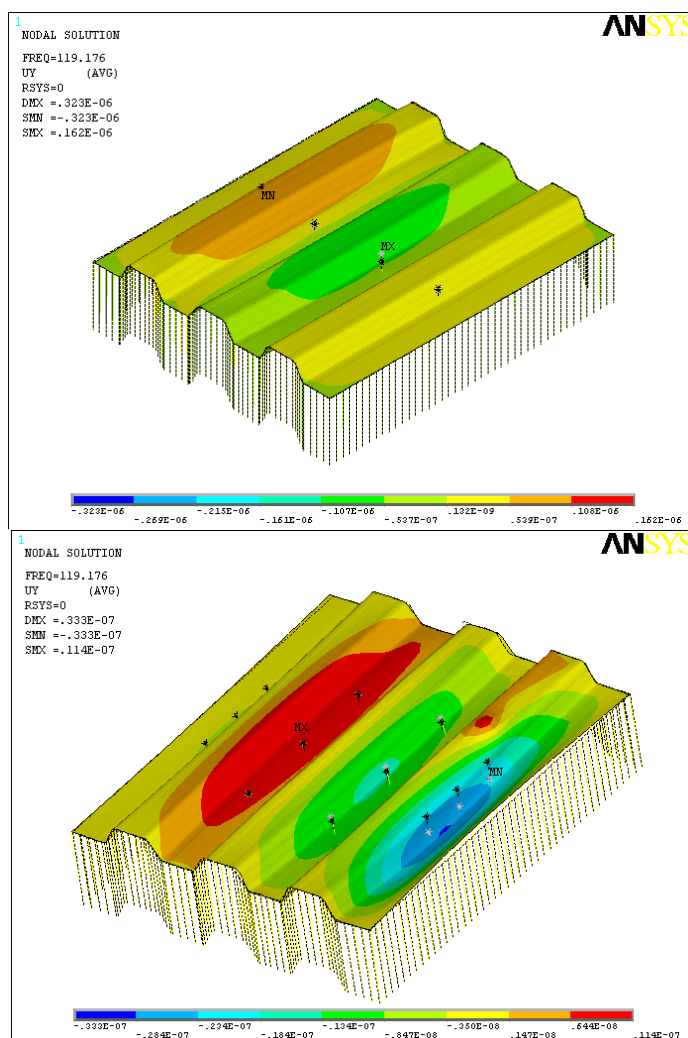 1
ANSYS
NODAL SOLUTION
FREQ=119.176
UY (AVG)
RSYS=0
DMX =.323E-06
SMN =-.323E-06
SMX =.162E-06
MN
MX
-.323E-06 -.269E-06 -.215E-06 -.161E-06 -.107E-06 -.537E-07 .132E-09 .539E-07 .108E-06 .162E-06
1
ANSYS
NODAL SOLUTION
FREQ=119.176
UY (AVG)
RSYS=0
DMX =.333E-07
SMN =-.333E-07
SMX =.114E-07
MX
MN
-.333E-07 -.284E-07 -.234E-07 -.184E-07 -.134E-07 -.847E-08 -.350E-08 .147E-08 .644E-08 .114E-07